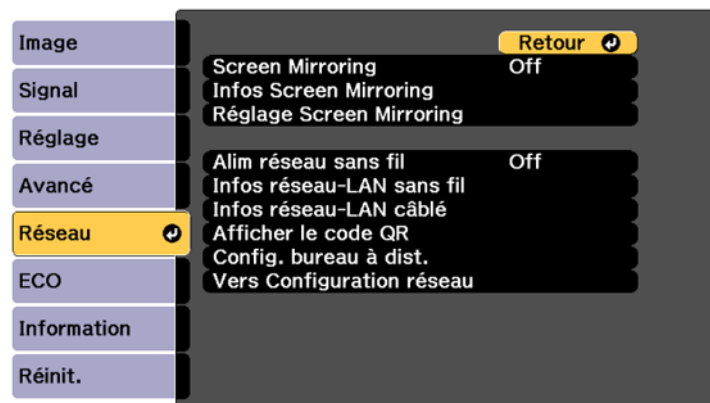 Image
Signal
Réglage
Avancé
Réseau
ECO
Information
Réinit.
Retour
Screen Mirroring Off
Infos Screen Mirroring
Réglage Screen Mirroring
Alim réseau sans fil Off
Infos réseau-LAN sans fil
Infos réseau-LAN câblé
Afficher le code QR
Config. bureau à dist.
Vers Configuration réseau